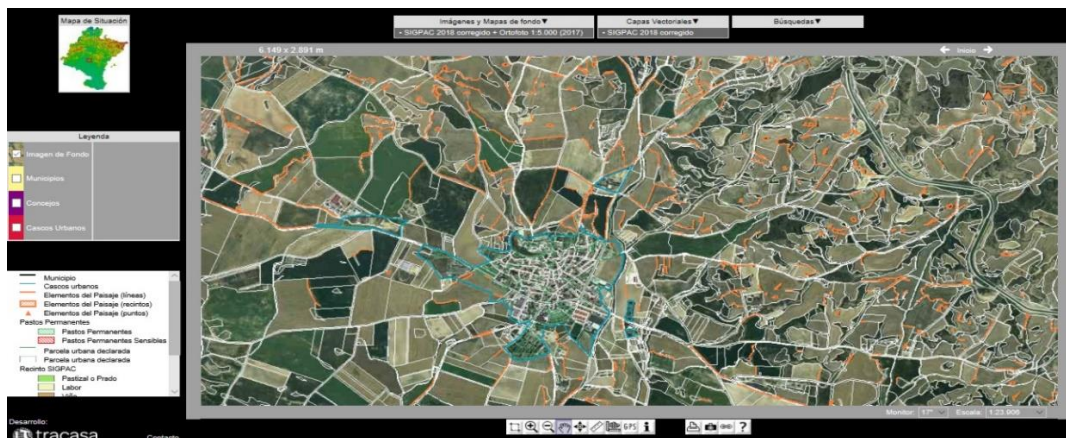 Mapa de Situación
Imágenes y Mapas de fondo▼
- SIGPAC 2018 corregido + Ortofoto 1:5.000 (2017)
Capas Vectoriales▼
- SIGPAC 2018 corregido
Búsquedas▼
6.149 x 2.891 m
Inicio
Leyenda
Imagen de Fondo
Municipios
Concejos
Cascos Urbanos
Municipio
Cascos urbanos
Elementos del Paisaje (líneas)
Elementos del Paisaje (recintos)
Elementos del Paisaje (puntos)
Pastos Permanentes
Pastos Permanentes
Pastos Permanentes Sensibles
Parcela urbana declarada
Parcela urbana declarada
Recinto SIGPAC
Pastizal o Prado
Labor
Viña
Monitor: 17" Escala: 1:23.906
GPS
Desarrollo:
tracasa
Contacto